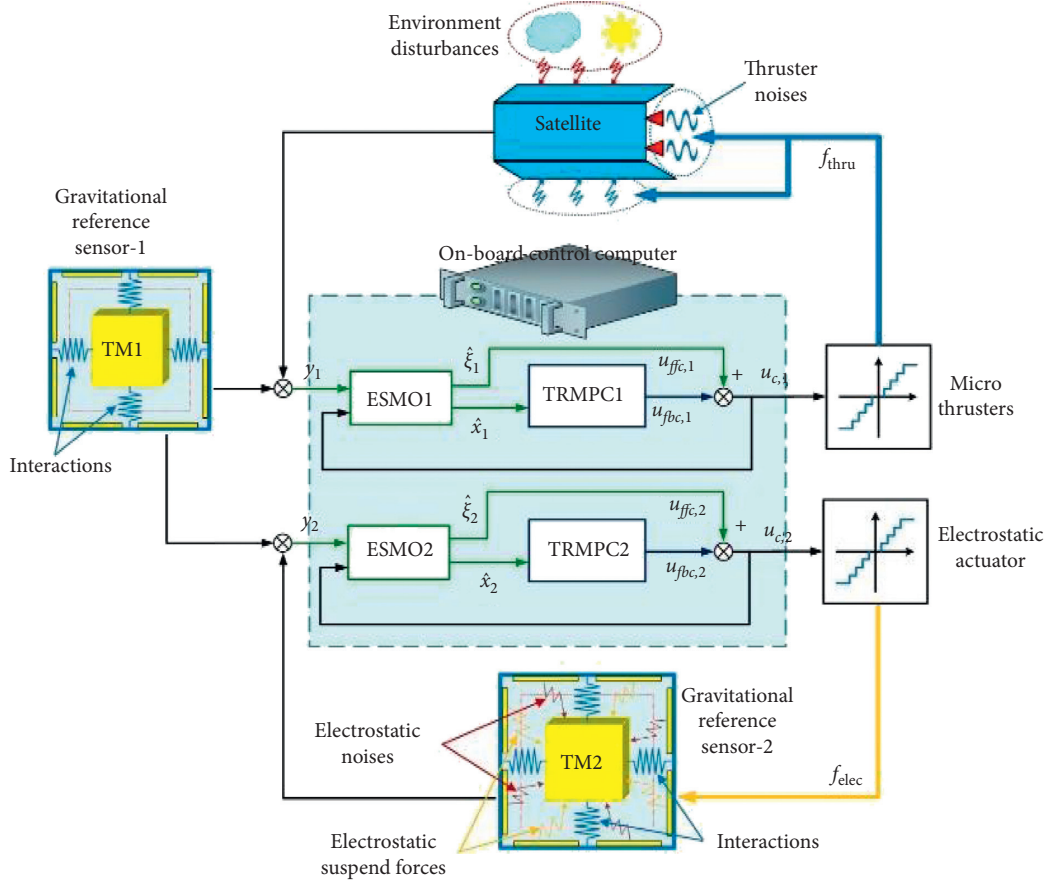 Environment
disturbances
Thruster
noises
Satellite
f_thru
Gravitational
reference
sensor-1
On-board control computer
TM1
y_1
ESMO1
ξ̂_1
x̂_1
TRMPC1
u_ffc,1
u_fbc,1
+
u_c,1
Micro
thrusters
Interactions
y_2
ESMO2
ξ̂_2
x̂_2
TRMPC2
u_ffc,2
u_fbc,2
+
u_c,2
Electrostatic
actuator
Gravitational
reference
sensor-2
Electrostatic
noises
TM2
f_elec
Electrostatic
suspend forces
Interactions